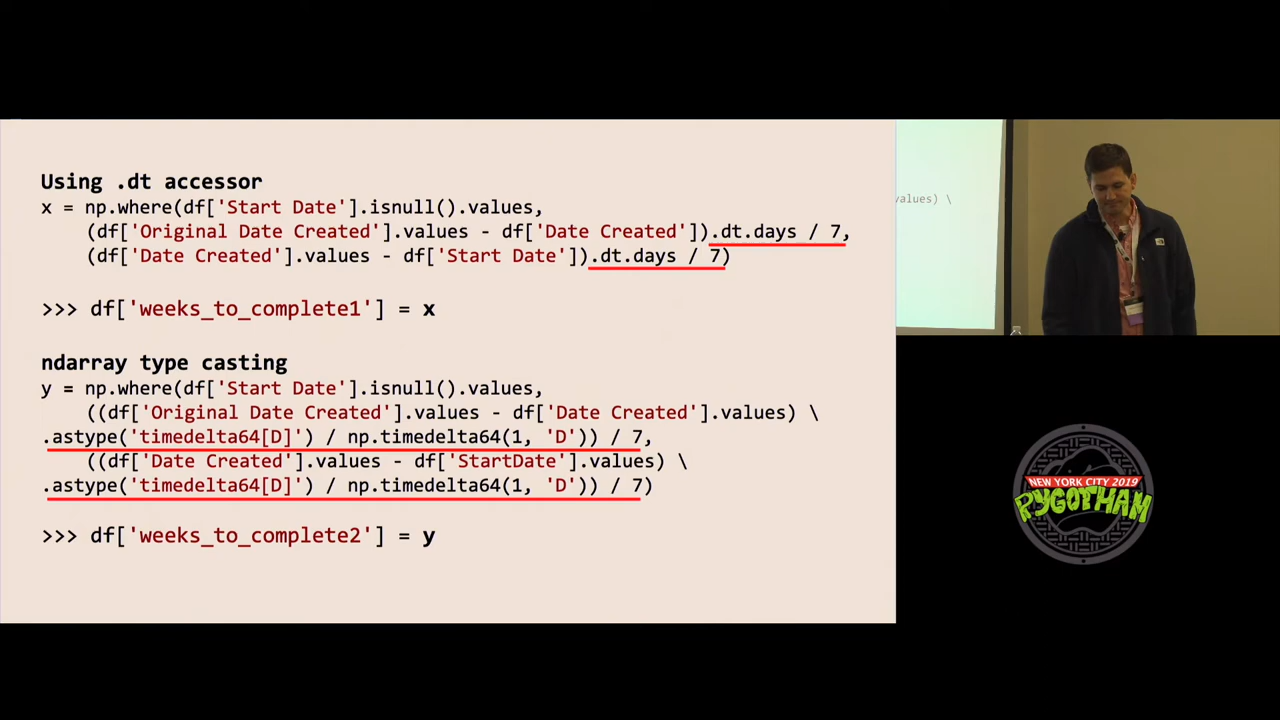 Using .dt accessor
x = np.where(df['Start Date'].isnull().values,
(df['Original Date Created'].values - df['Date Created']).dt.days / 7,
(df['Date Created'].values - df['Start Date']).dt.days / 7)
>>> df['weeks_to_complete1'] = x
ndarray type casting
y = np.where(df['Start Date'].isnull().values,
((df['Original Date Created'].values - df['Date Created'].values) \
.astype('timedelta64[D]') / np.timedelta64(1, 'D')) / 7,
((df['Date Created'].values - df['StartDate'].values) \
.astype('timedelta64[D]') / np.timedelta64(1, 'D')) / 7)
>>> df['weeks_to_complete2'] = y
values) \
NEW YORK CITY 2019
PYGOTHAM